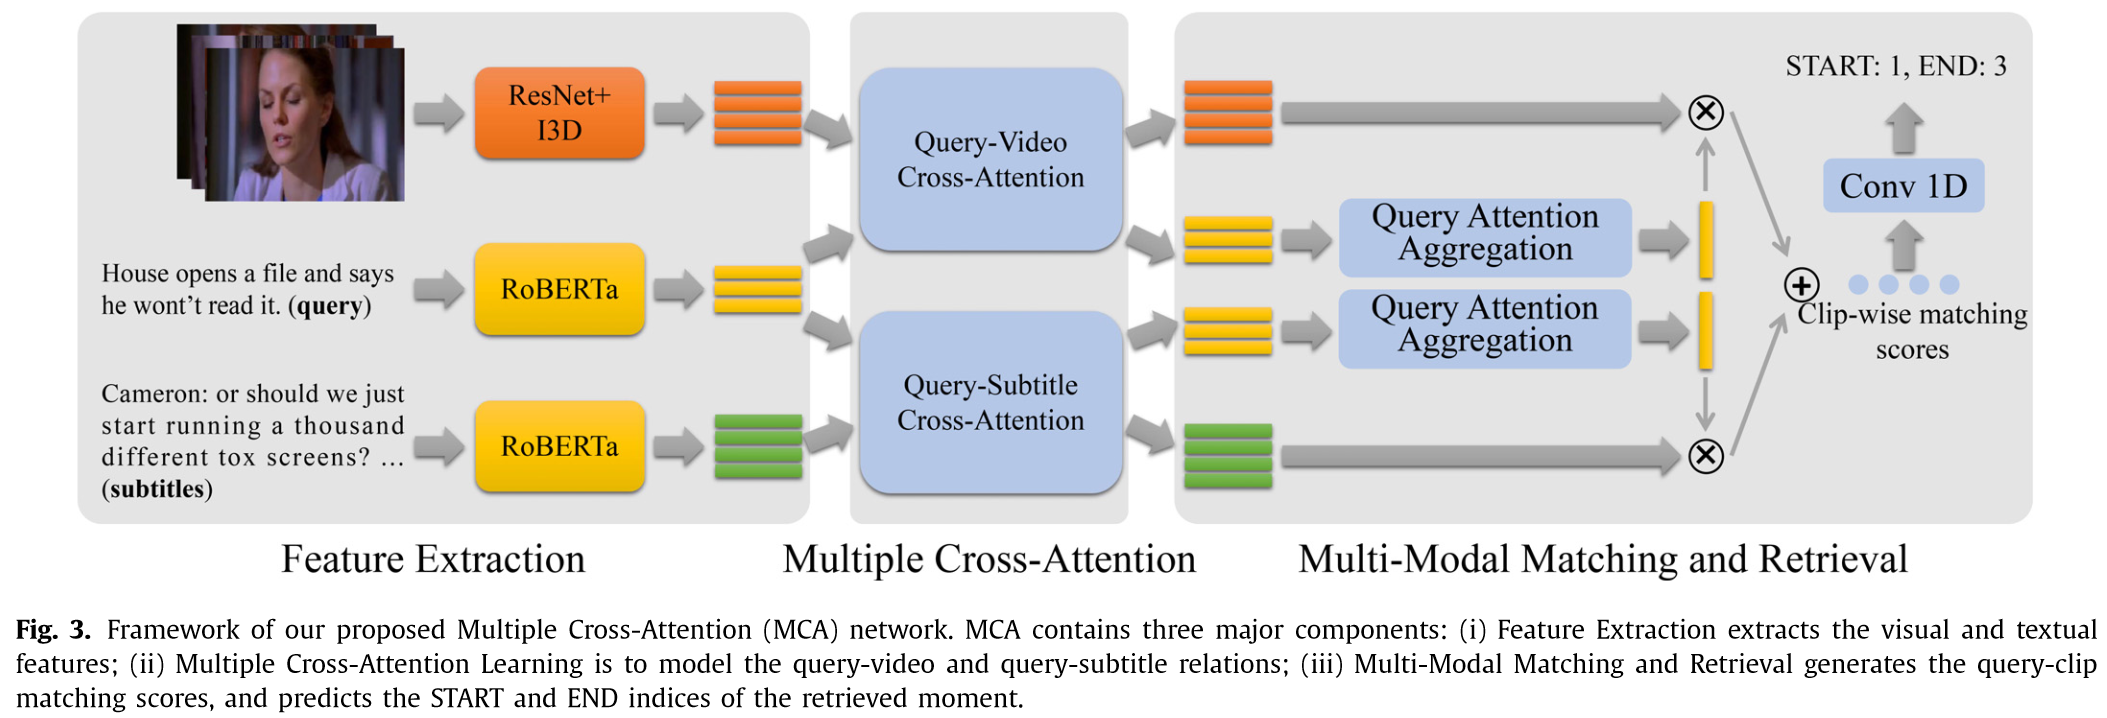 START: 1, END: 3
ResNet+
I3D
Query-Video
Cross-Attention
Conv 1D
Query Attention
Aggregation
House opens a file and says
he wont't read it. (query)
RoBERTa
Query Attention
Aggregation
Clip-wise matching
scores
Cameron: or should we just
start running a thousand
different tox screens? ...
(subtitles)
RoBERTa
Query-Subtitle
Cross-Attention
Feature Extraction
Multiple Cross-Attention
Multi-Modal Matching and Retrieval
Fig. 3. Framework of our proposed Multiple Cross-Attention (MCA) network. MCA contains three major components: (i) Feature Extraction extracts the visual and textual
features; (ii) Multiple Cross-Attention Learning is to model the query-video and query-subtitle relations; (iii) Multi-Modal Matching and Retrieval generates the query-clip
matching scores, and predicts the START and END indices of the retrieved moment.